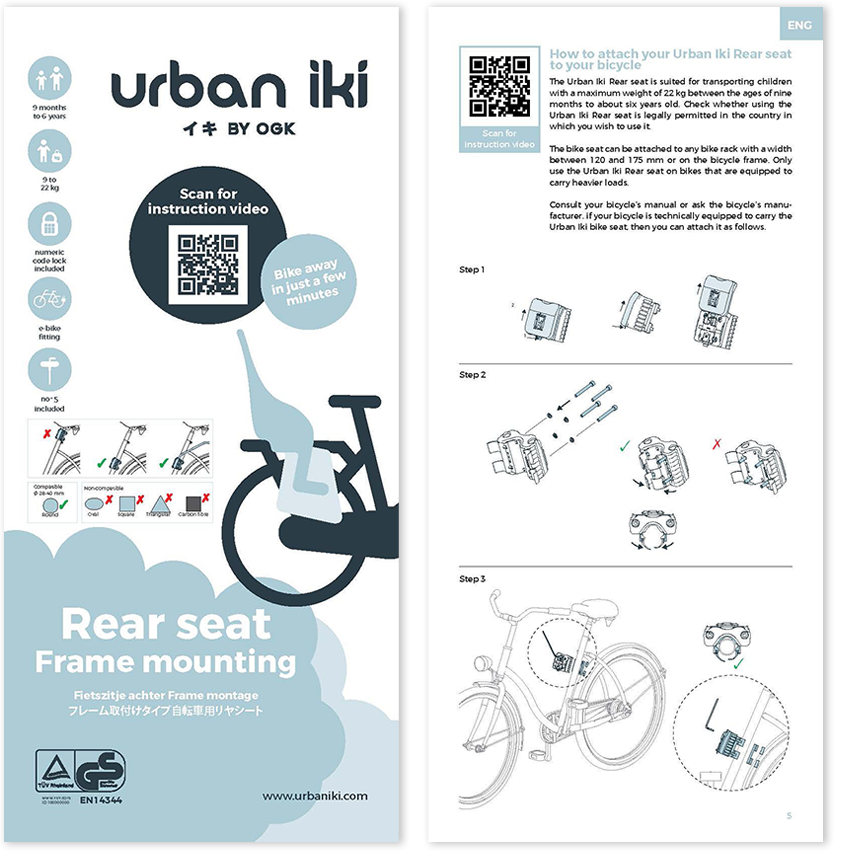 9 months
to 6 years
9 to
22 kg
numeric
code lock
included
e-bike
fitting
no° 5
included
urban iki
イキ BY OGK
Scan for
instruction video
Bike away
in just a few
minutes
Compatible
Ø 28-40 mm
Round
Non-compatible
Oval
Square
Triangular
Carbon fible
Rear seat
Frame mounting
Fietszitje achter Frame montage
フレーム取付けタイプ自転車用リヤシート
TÜV Rheinland
GS
EN14344
www.urbaniki.com
ENG
Scan for
instruction video
How to attach your Urban Iki Rear seat
to your bicycle
The Urban Iki Rear seat is suited for transporting children
with a maximum weight of 22 kg between the ages of nine
months to about six years old. Check whether using the
Urban Iki Rear seat is legally permitted in the country in
which you wish to use it.
The bike seat can be attached to any bike rack with a width
between 120 and 175 mm or on the bicycle frame. Only
use the Urban Iki Rear seat on bikes that are equipped to
carry heavier loads.
Consult your bicycle's manual or ask the bicycle's manu-
facturer. if your bicycle is technically equipped to carry the
Urban Iki bike seat, then you can attach it as follows.
Step 1
Step 2
Step 3
5